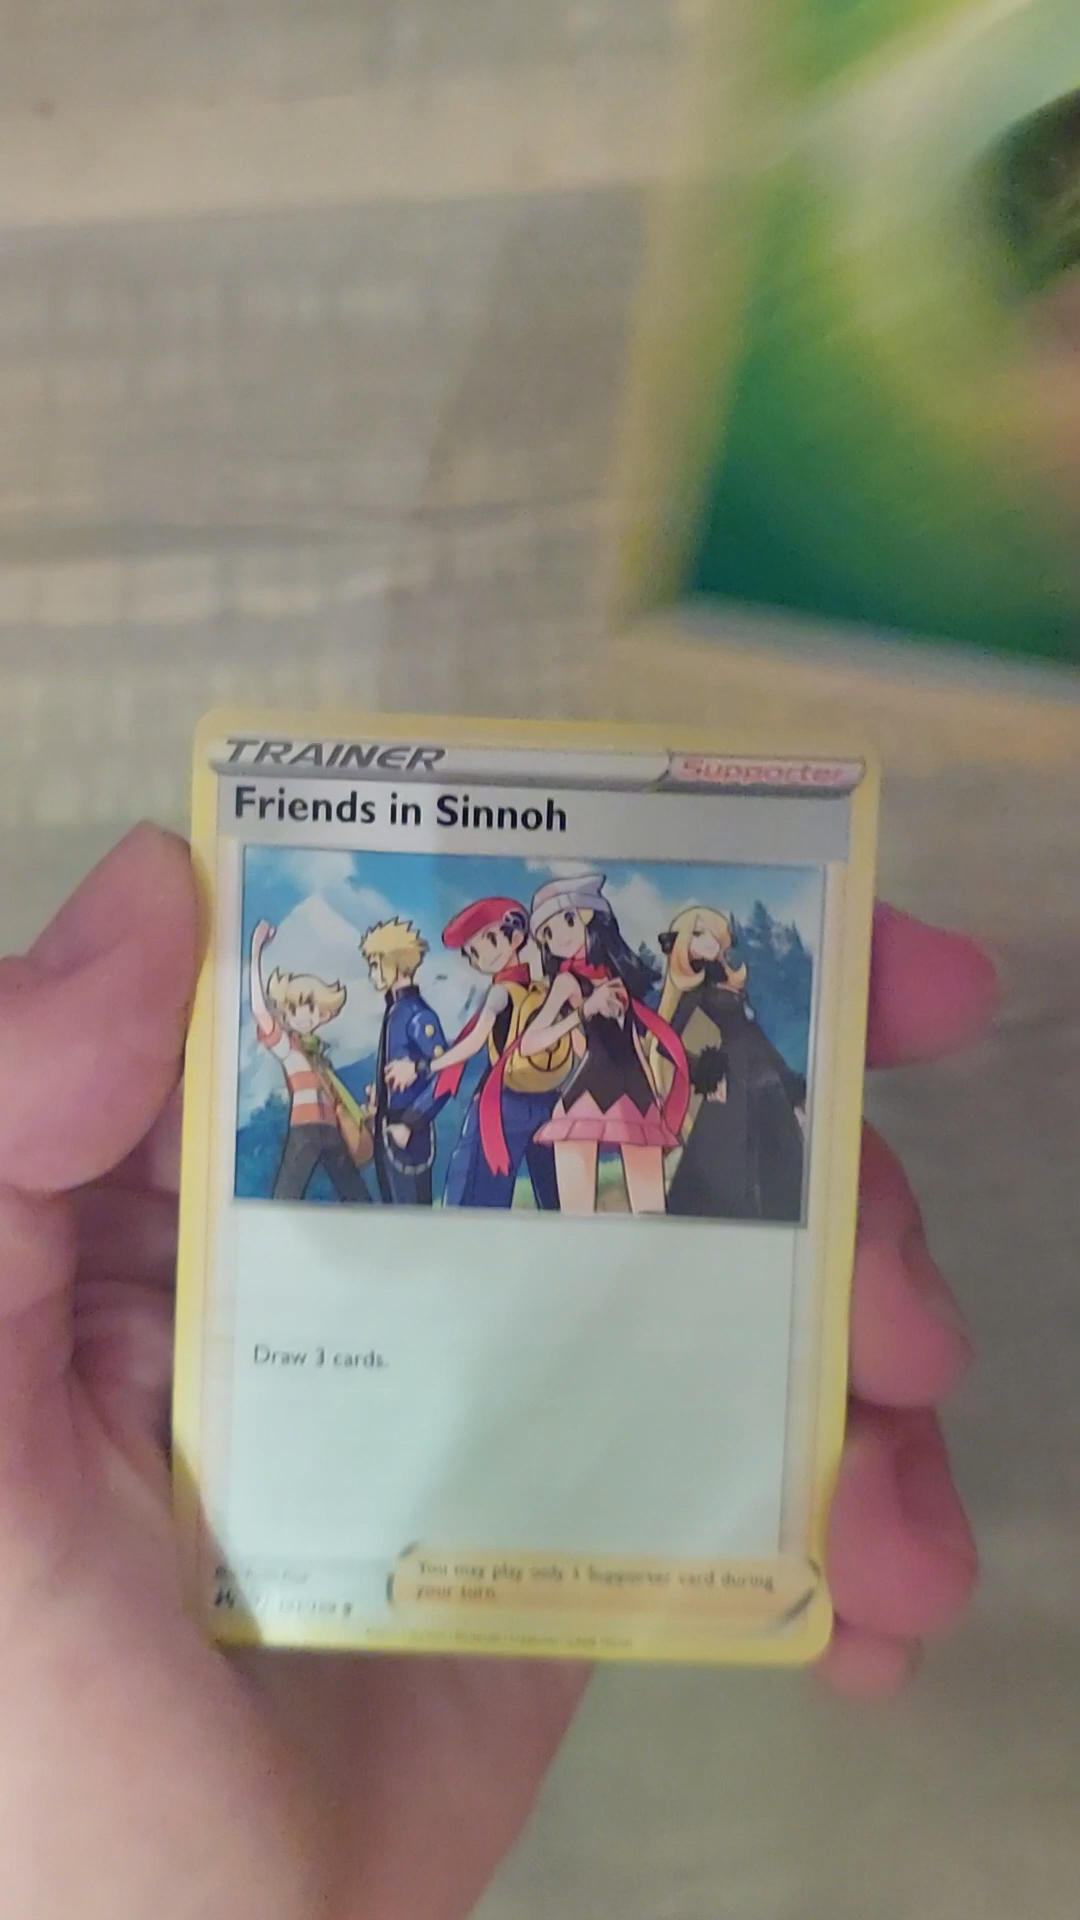 TRAINER
Supporter
Friends in Sinnoh
Draw 3 cards.
You may play only 1 Supporter card during
your turn.